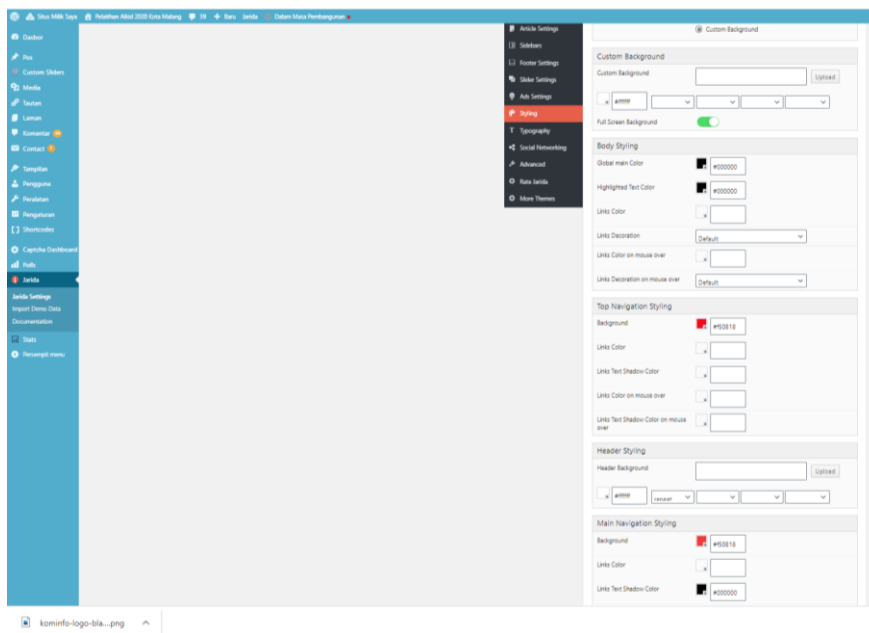 Situs Milik Saya Pelatihan Alkid 2020 Kota Malang 39 Baru Jarida Dalam Masa Pembangunan
Dasbor
Pos
Custom Sliders
Media
Tautan
Laman
Komentar
Contact
Tampilan
Pengguna
Peralatan
Pengaturan
Shortcodes
Captcha Dashboard
Polls
Jarida
Jarida Settings
Import Demo Data
Documentation
Stats
Persempit menu
Article Settings
Sidebars
Footer Settings
Slider Settings
Ads Settings
Styling
Typography
Social Networking
Advanced
Rate Jarida
More Themes
Custom Background
Custom Background
Custom Background Upload
#ffffff
Full Screen Background
Body Styling
Global main Color #000000
Highlighted Text Color #000000
Links Color
Links Decoration Default
Links Color on mouse over
Links Decoration on mouse over Default
Top Navigation Styling
Background #f50818
Links Color
Links Text Shadow Color
Links Color on mouse over
Links Text Shadow Color on mouse
over
Header Styling
Header Background Upload
#ffffff repeat
Main Navigation Styling
Background #f50818
Links Color
Links Text Shadow Color #000000
kominfo-logo-bla....png